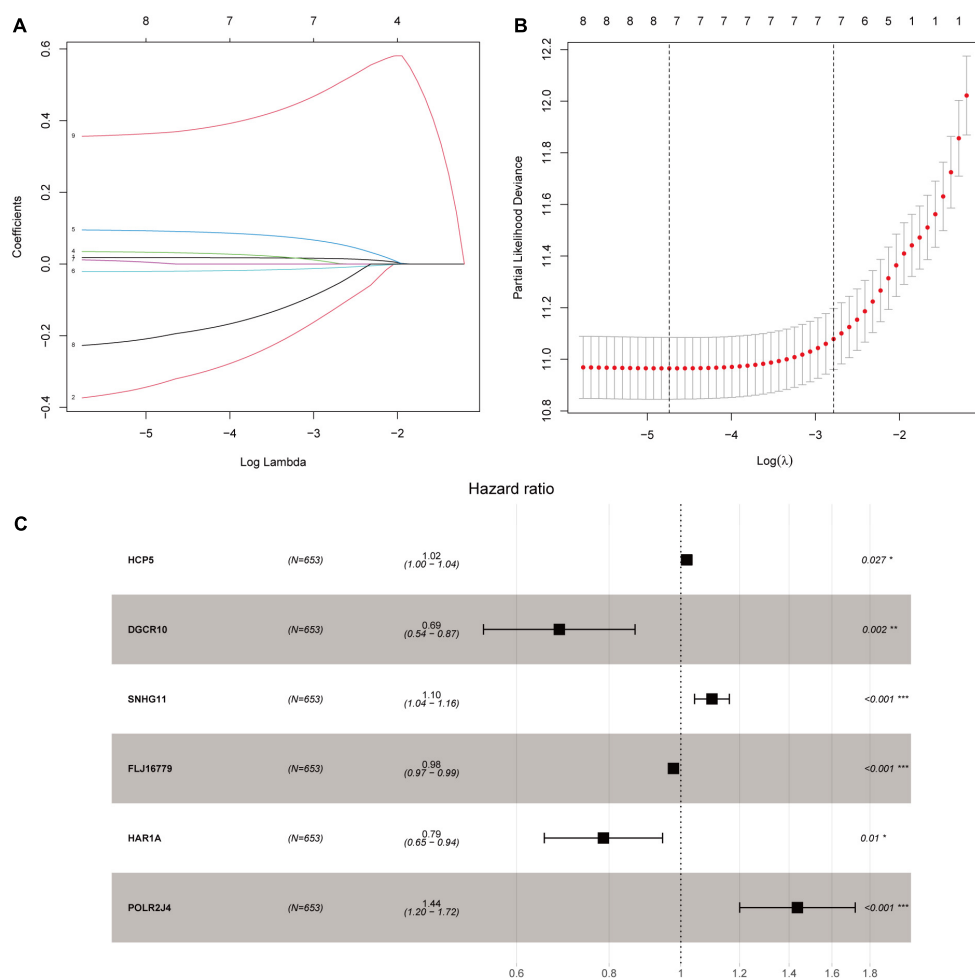 A
8 7 7 4
0.6
0.4
0.2
0.0
−0.2
−0.4
Coefficients
9
5
4
7
6
8
2
−5 −4 −3 −2
Log Lambda
B
8 8 8 8 8 7 7 7 7 7 7 7 7 7 6 5 1 1 1 1
12.2
12.0
11.8
11.6
11.4
11.2
11.0
10.8
Partial Likelihood Deviance
−5 −4 −3 −2
Log(λ)
Hazard ratio
C
HCP5 (N=653) 1.02 0.027 *
(1.00 − 1.04)
DGCR10 (N=653) 0.69 0.002 **
(0.54 − 0.87)
SNHG11 (N=653) 1.10 <0.001 ***
(1.04 − 1.16)
FLJ16779 (N=653) 0.98 <0.001 ***
(0.97 − 0.99)
HAR1A (N=653) 0.79 0.01 *
(0.65 − 0.94)
POLR2J4 (N=653) 1.44 <0.001 ***
(1.20 − 1.72)
0.6 0.8 1 1.2 1.4 1.6 1.8